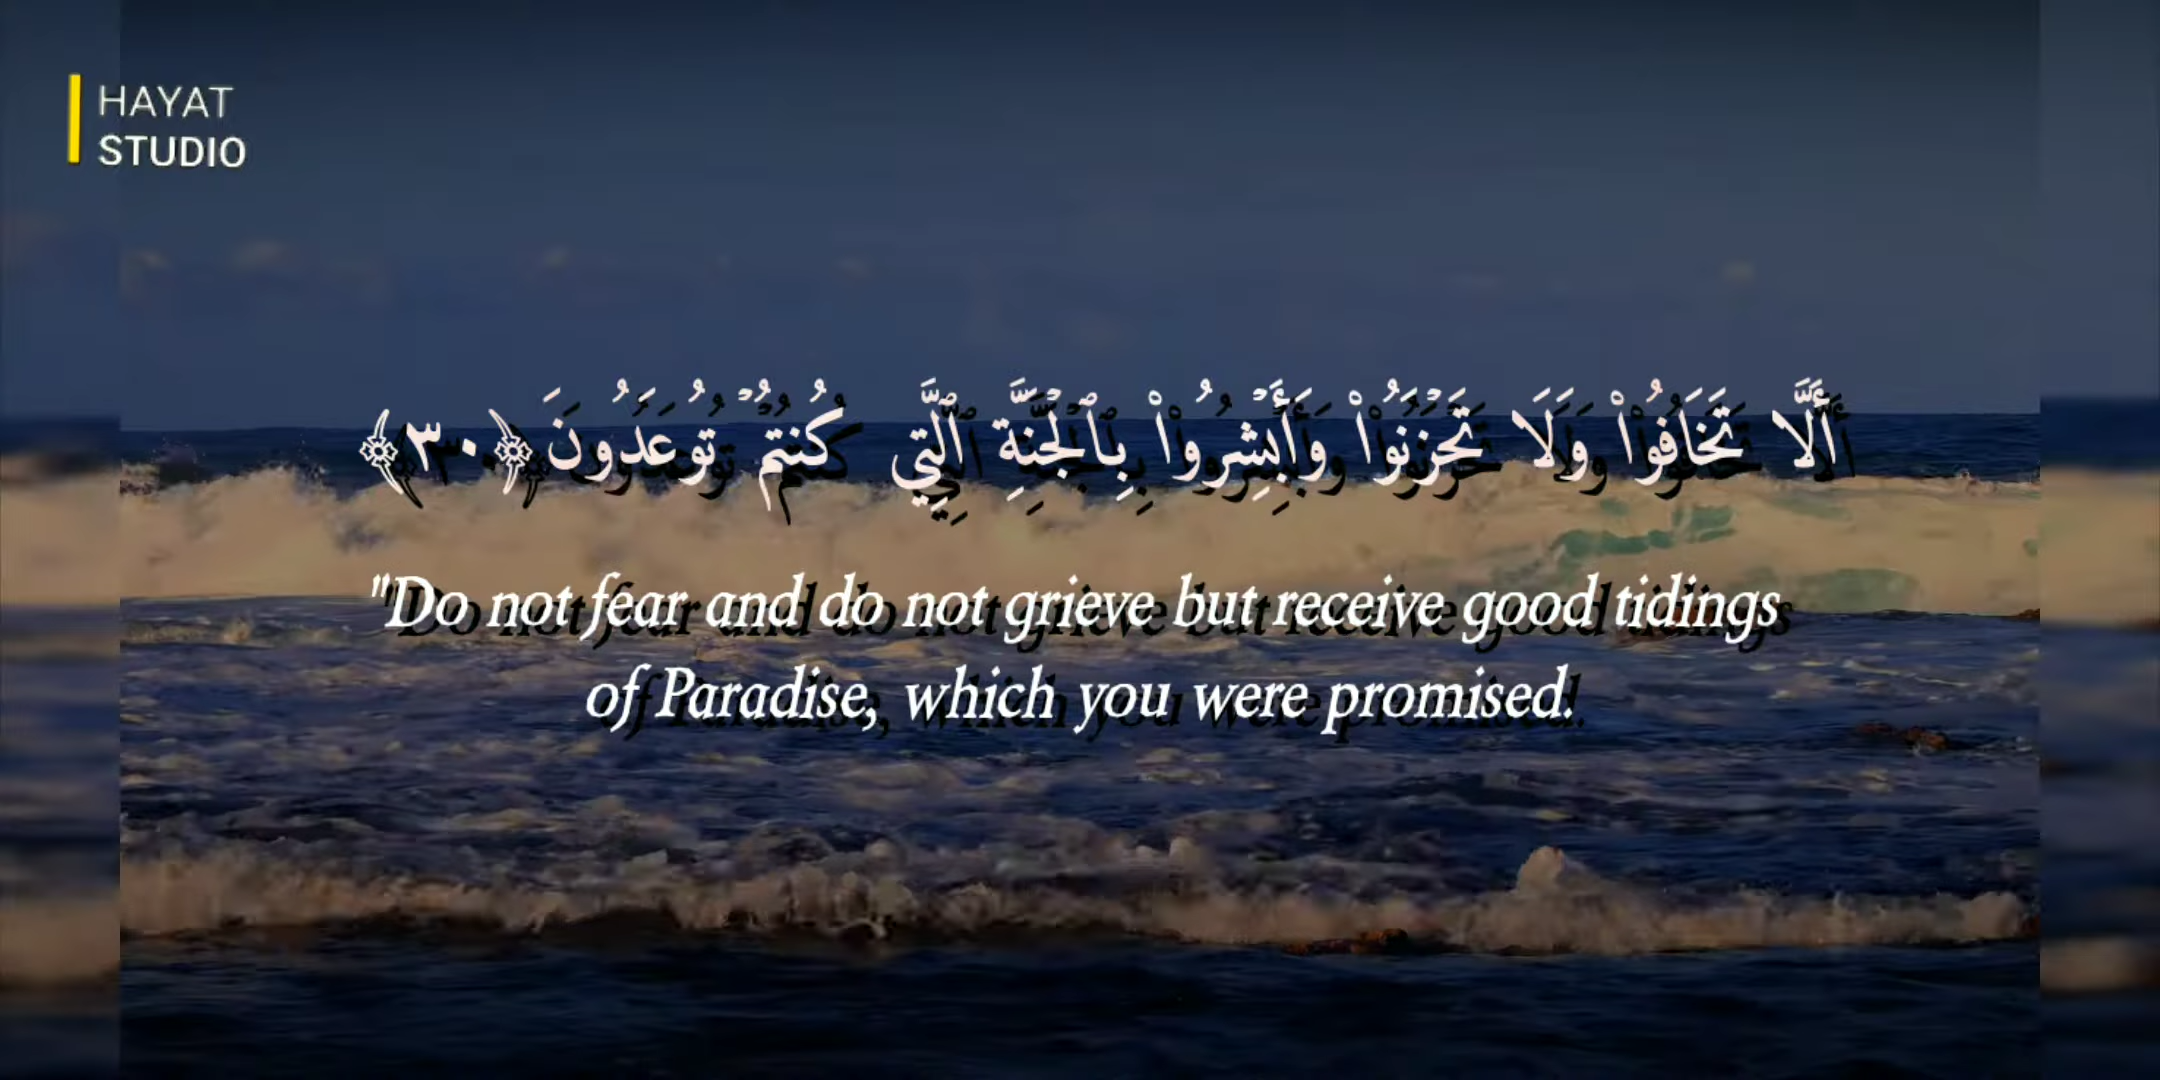 HAYAT
STUDIO
أَلَّا تَخَافُوا۟ وَلَا تَحْزَنُوا۟ وَأَبْشِرُوا۟ بِٱلْجَنَّةِ ٱلَّتِي كُنتُمْ تُوعَدُونَ ﴿٣٠﴾
"Do not fear and do not grieve but receive good tidings
of Paradise, which you were promised.